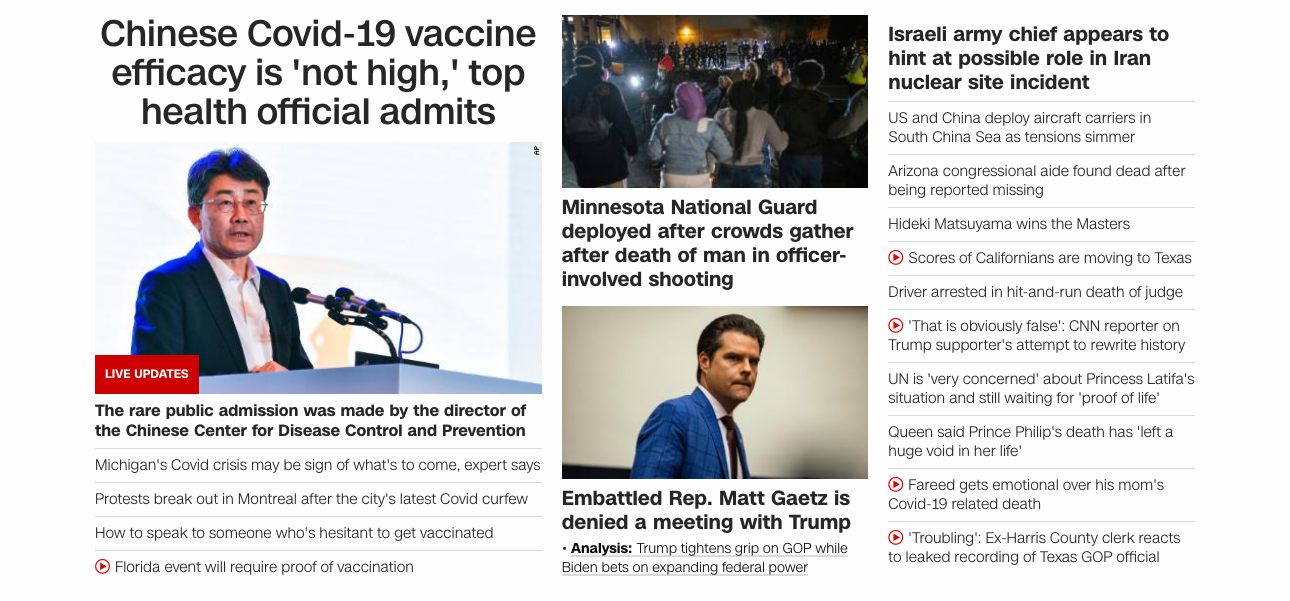 Chinese Covid-19 vaccine
efficacy is 'not high,' top
health official admits
AP
LIVE UPDATES
The rare public admission was made by the director of
the Chinese Center for Disease Control and Prevention
Michigan's Covid crisis may be sign of what's to come, expert says
Protests break out in Montreal after the city's latest Covid curfew
How to speak to someone who's hesitant to get vaccinated
Florida event will require proof of vaccination
Minnesota National Guard
deployed after crowds gather
after death of man in officer-
involved shooting
Embattled Rep. Matt Gaetz is
denied a meeting with Trump
• Analysis: Trump tightens grip on GOP while
Biden bets on expanding federal power
Israeli army chief appears to
hint at possible role in Iran
nuclear site incident
US and China deploy aircraft carriers in
South China Sea as tensions simmer
Arizona congressional aide found dead after
being reported missing
Hideki Matsuyama wins the Masters
Scores of Californians are moving to Texas
Driver arrested in hit-and-run death of judge
'That is obviously false': CNN reporter on
Trump supporter's attempt to rewrite history
UN is 'very concerned' about Princess Latifa's
situation and still waiting for 'proof of life'
Queen said Prince Philip's death has 'left a
huge void in her life'
Fareed gets emotional over his mom's
Covid-19 related death
'Troubling': Ex-Harris County clerk reacts
to leaked recording of Texas GOP official